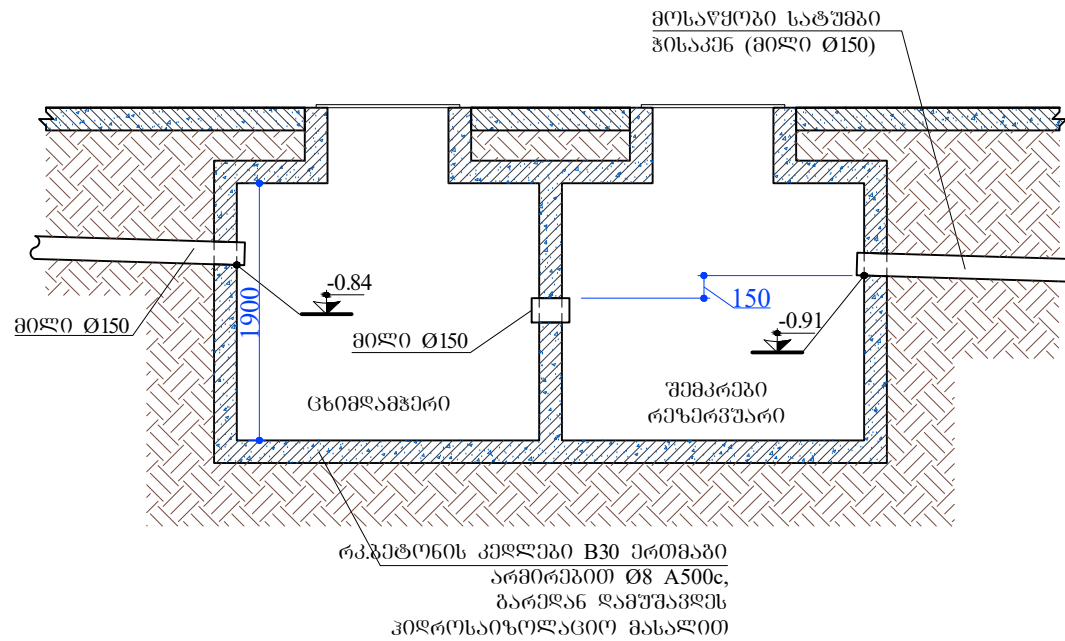 მოსაწყობი სატუმბი
ჭისაკენ (მილი Ø150)
-0.84
1900
150
-0.91
მილი Ø150
მილი Ø150
ცხიმდამჭერი
შემკრები
რეზერვუარი
რკ.ბეტონის კედლები B30 ერთმაგი
არმირებით Ø8 A500c,
გარედან დამუშავდეს
ჰიდროსაიზოლაციო მასალით